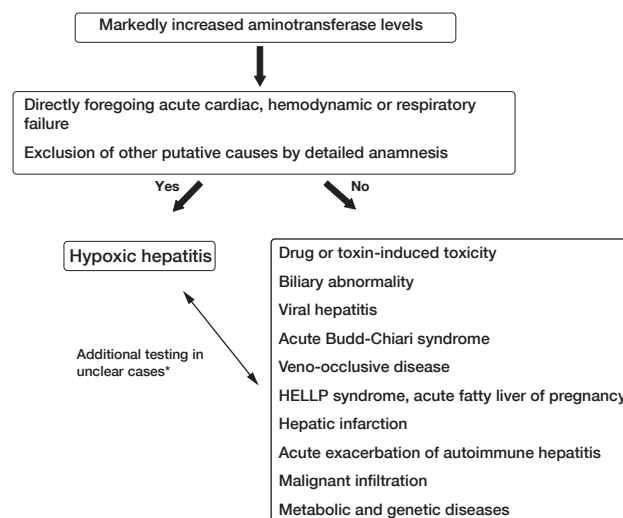 Markedly increased aminotransferase levels
Directly foregoing acute cardiac, hemodynamic or respiratory
failure
Exclusion of other putative causes by detailed anamnesis
Yes
No
Hypoxic hepatitis
Drug or toxin-induced toxicity
Biliary abnormality
Viral hepatitis
Acute Budd-Chiari syndrome
Veno-occlusive disease
HELLP syndrome, acute fatty liver of pregnancy
Hepatic infarction
Acute exacerbation of autoimmune hepatitis
Malignant infiltration
Metabolic and genetic diseases
Additional testing in
unclear cases*